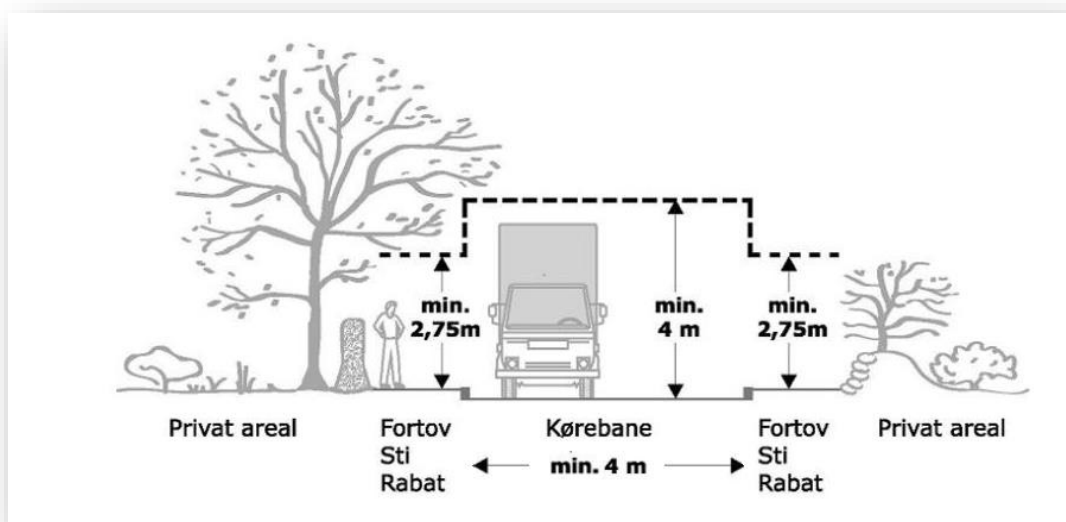 min.
2,75m
min.
4 m
min.
2,75m
Privat areal
Fortov
Sti
Rabat
Kørebane
min. 4 m
Fortov
Sti
Rabat
Privat areal